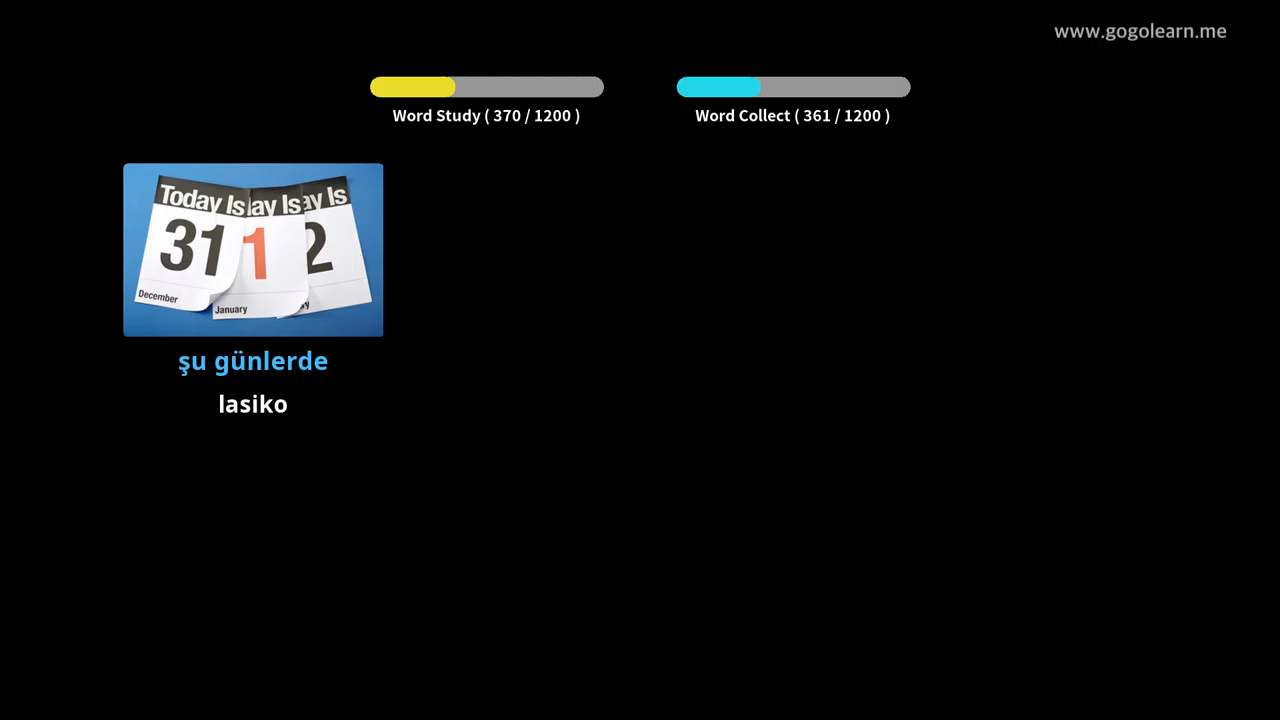 www.gogolearn.me
Word Study ( 370 / 1200 )
Word Collect ( 361 / 1200 )
Today Is
ay Is
ay Is
31
1
2
December
January
şu günlerde
lasiko